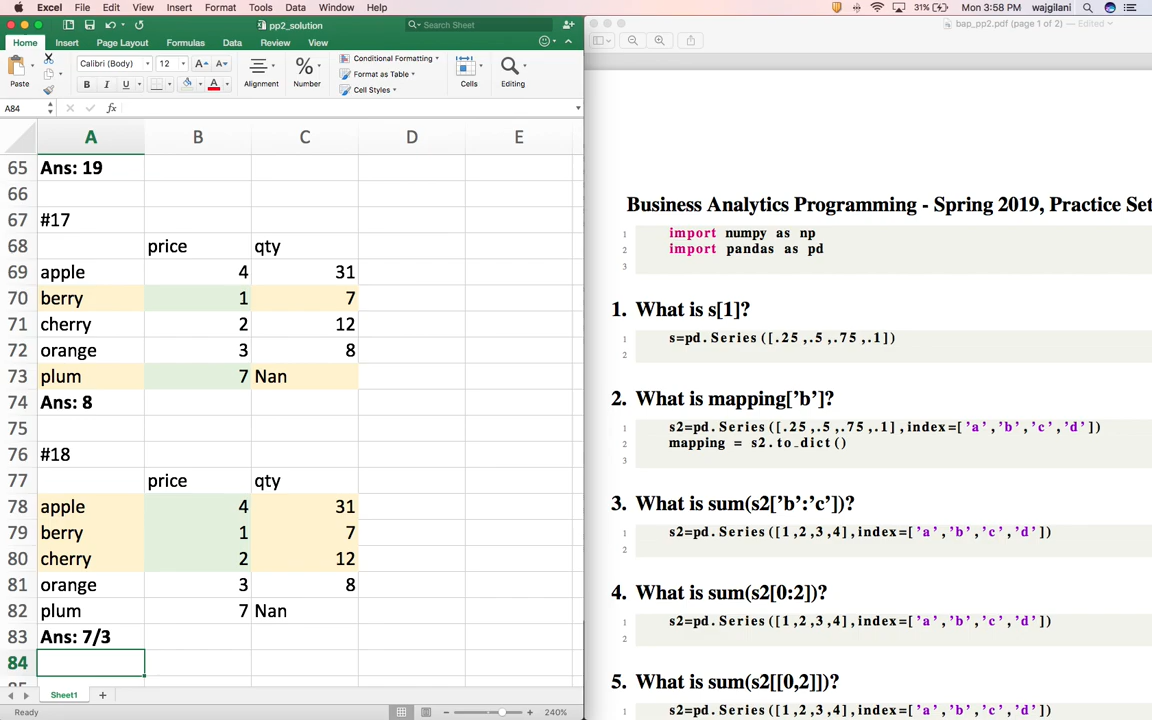 Excel File Edit View Insert Format Tools Data Window Help
31% Mon 3:58 PM wajgilani
pp2_solution
Search Sheet
bap_pp2.pdf (page 1 of 2) - Edited
Home Insert Page Layout Formulas Data Review View
Paste
Calibri (Body) 12
B I U
Alignment
Number
Conditional Formatting
Format as Table
Cell Styles
Cells
Editing
A84 fx
A B C D E
65 Ans: 19
66
67 #17
68 price qty
69 apple 4 31
70 berry 1 7
71 cherry 2 12
72 orange 3 8
73 plum 7 Nan
74 Ans: 8
75
76 #18
77 price qty
78 apple 4 31
79 berry 1 7
80 cherry 2 12
81 orange 3 8
82 plum 7 Nan
83 Ans: 7/3
84
Sheet1
Ready
240%
Business Analytics Programming - Spring 2019, Practice Set
1 import numpy as np
2 import pandas as pd
3
1. What is s[1]?
1 s=pd.Series([.25,.5,.75,.1])
2
2. What is mapping['b']?
1 s2=pd.Series([.25,.5,.75,.1],index=['a','b','c','d'])
2 mapping = s2.to_dict()
3
3. What is sum(s2['b':'c'])?
1 s2=pd.Series([1,2,3,4],index=['a','b','c','d'])
2
4. What is sum(s2[0:2])?
1 s2=pd.Series([1,2,3,4],index=['a','b','c','d'])
2
5. What is sum(s2[[0,2]])?
1 s2=pd.Series([1,2,3,4],index=['a','b','c','d'])